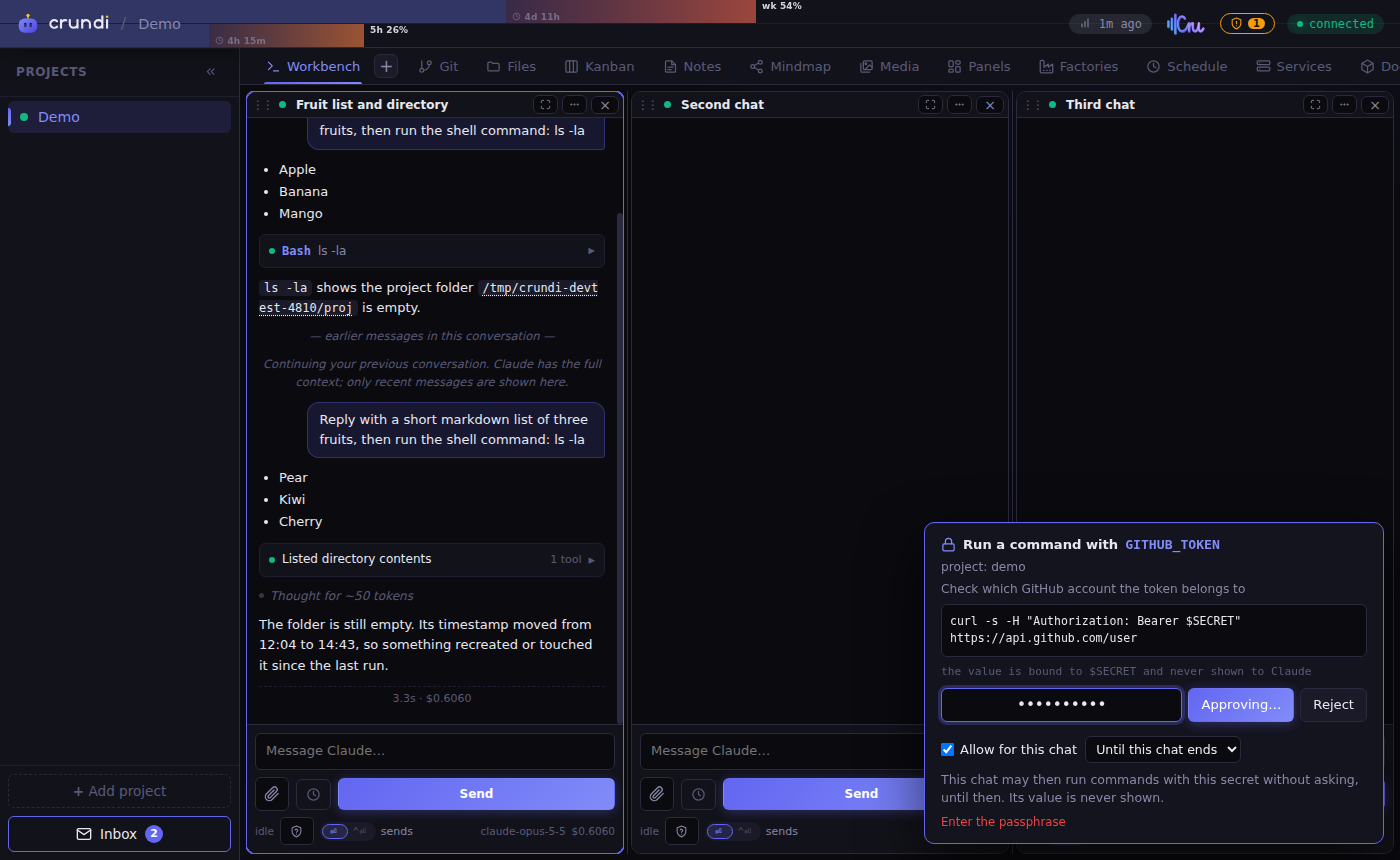 crundi / Demo
4d 11h
wk 54%
4h 15m
5h 26%
1m ago
Cru
1
connected
PROJECTS
Demo
+ Add project
Inbox 2
Workbench
+
Git
Files
Kanban
Notes
Mindmap
Media
Panels
Factories
Schedule
Services
Do
Fruit list and directory
fruits, then run the shell command: ls -la
• Apple
• Banana
• Mango
Bash ls -la
ls -la shows the project folder /tmp/crundi-devt
est-4810/proj is empty.
— earlier messages in this conversation —
Continuing your previous conversation. Claude has the full
context; only recent messages are shown here.
Reply with a short markdown list of three
fruits, then run the shell command: ls -la
• Pear
• Kiwi
• Cherry
Listed directory contents 1 tool
Thought for ~50 tokens
The folder is still empty. Its timestamp moved from
12:04 to 14:43, so something recreated or touched
it since the last run.
3.3s · $0.6060
Message Claude…
Send
idle
sends
claude-opus-5-5 $0.6060
Second chat
Message Claude…
Send
idle
sends
Third chat
Run a command with GITHUB_TOKEN
project: demo
Check which GitHub account the token belongs to
curl -s -H "Authorization: Bearer $SECRET"
https://api.github.com/user
the value is bound to $SECRET and never shown to Claude
••••••••••
Approving…
Reject
Allow for this chat
Until this chat ends
This chat may then run commands with this secret without asking,
until then. Its value is never shown.
Enter the passphrase